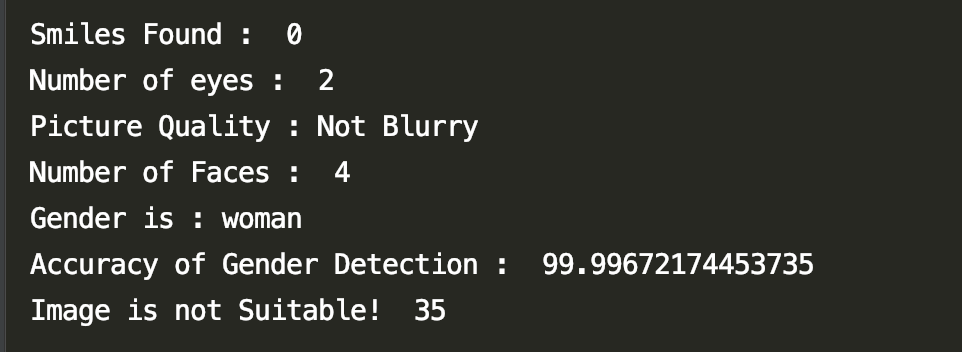 Smiles Found :  0
Number of eyes :  2
Picture Quality : Not Blurry
Number of Faces :  4
Gender is : woman
Accuracy of Gender Detection :  99.99672174453735
Image is not Suitable!  35